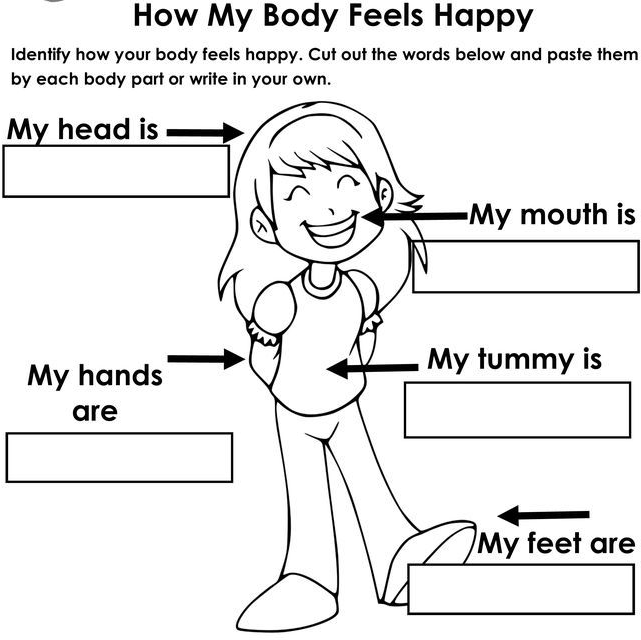 How My Body Feels Happy
Identify how your body feels happy. Cut out the words below and paste them
by each body part or write in your own.
My head is
My mouth is
My hands
are
My tummy is
My feet are